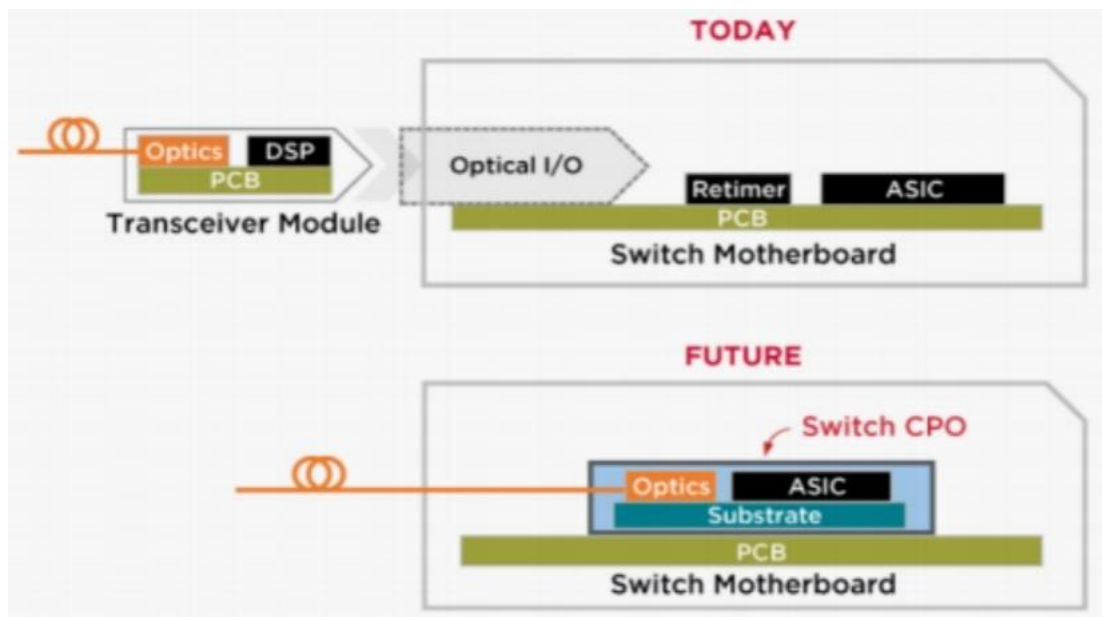 TODAY
Optics DSP
PCB
Transceiver Module
Optical I/O
Retimer ASIC
PCB
Switch Motherboard
FUTURE
Switch CPO
Optics ASIC
Substrate
PCB
Switch Motherboard